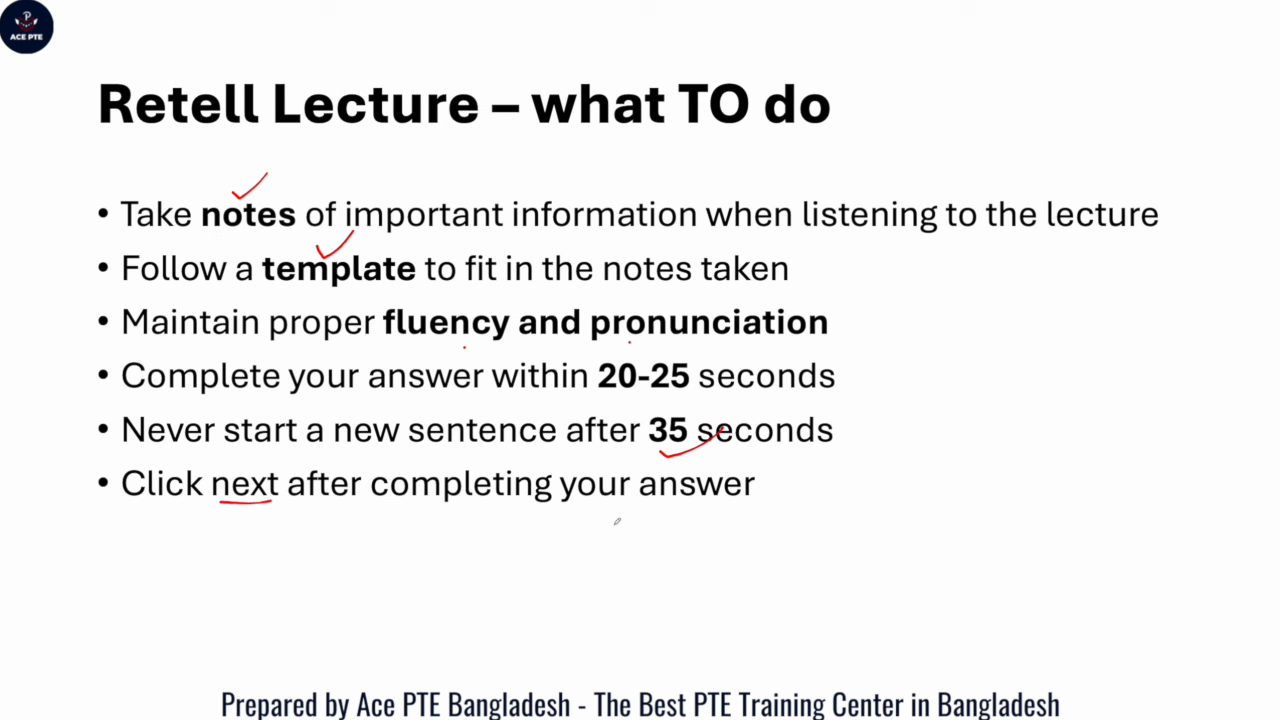 ACE PTE
Retell Lecture – what TO do
• Take notes of important information when listening to the lecture
• Follow a template to fit in the notes taken
• Maintain proper fluency and pronunciation
• Complete your answer within 20-25 seconds
• Never start a new sentence after 35 seconds
• Click next after completing your answer
Prepared by Ace PTE Bangladesh - The Best PTE Training Center in Bangladesh